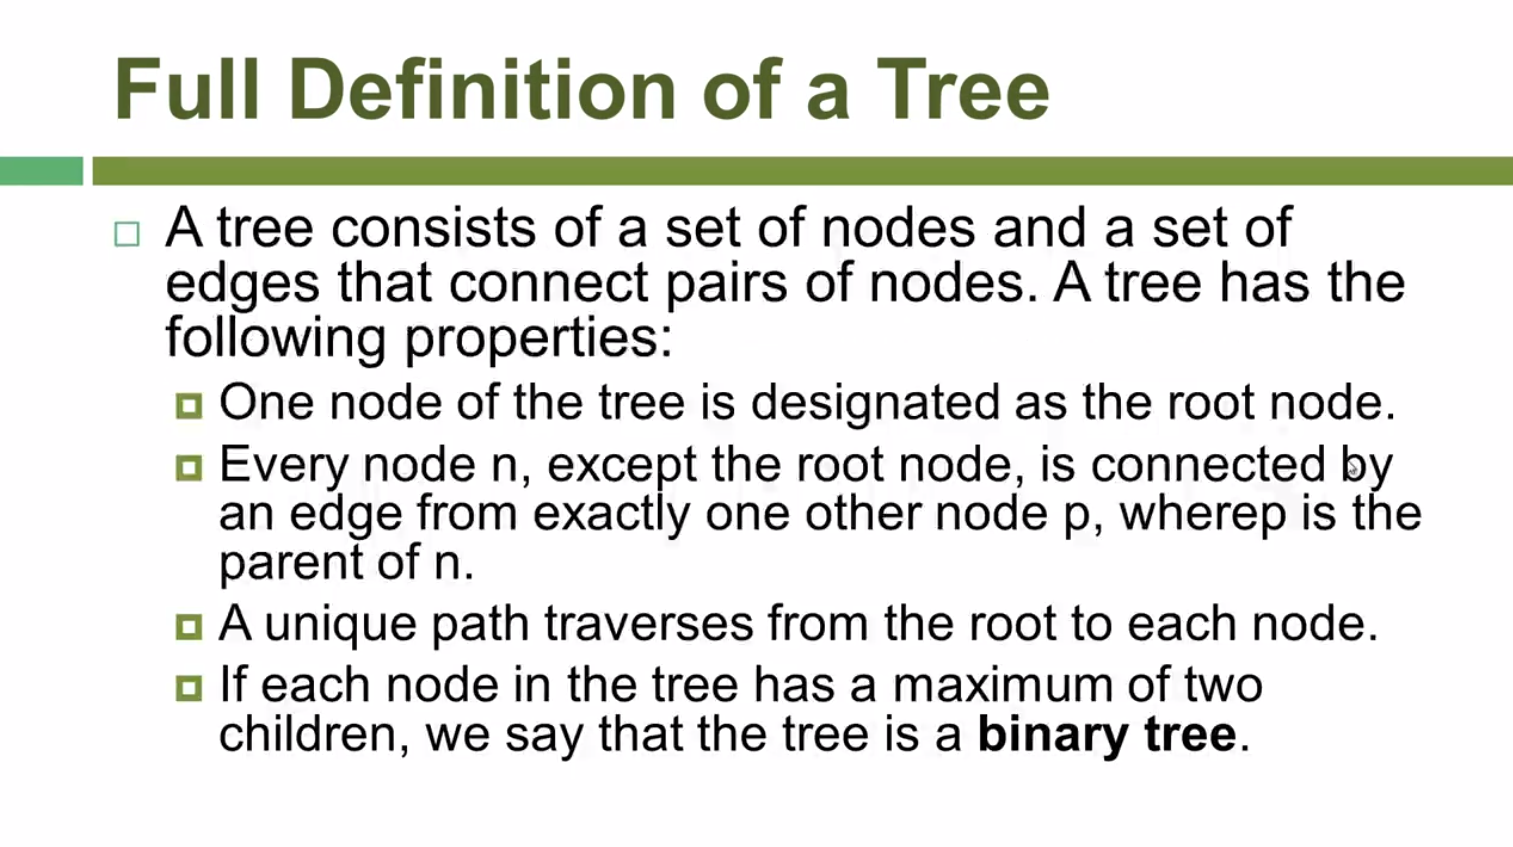 Full Definition of a Tree
A tree consists of a set of nodes and a set of
edges that connect pairs of nodes. A tree has the
following properties:
One node of the tree is designated as the root node.
Every node n, except the root node, is connected by
an edge from exactly one other node p, wherep is the
parent of n.
A unique path traverses from the root to each node.
If each node in the tree has a maximum of two
children, we say that the tree is a binary tree.